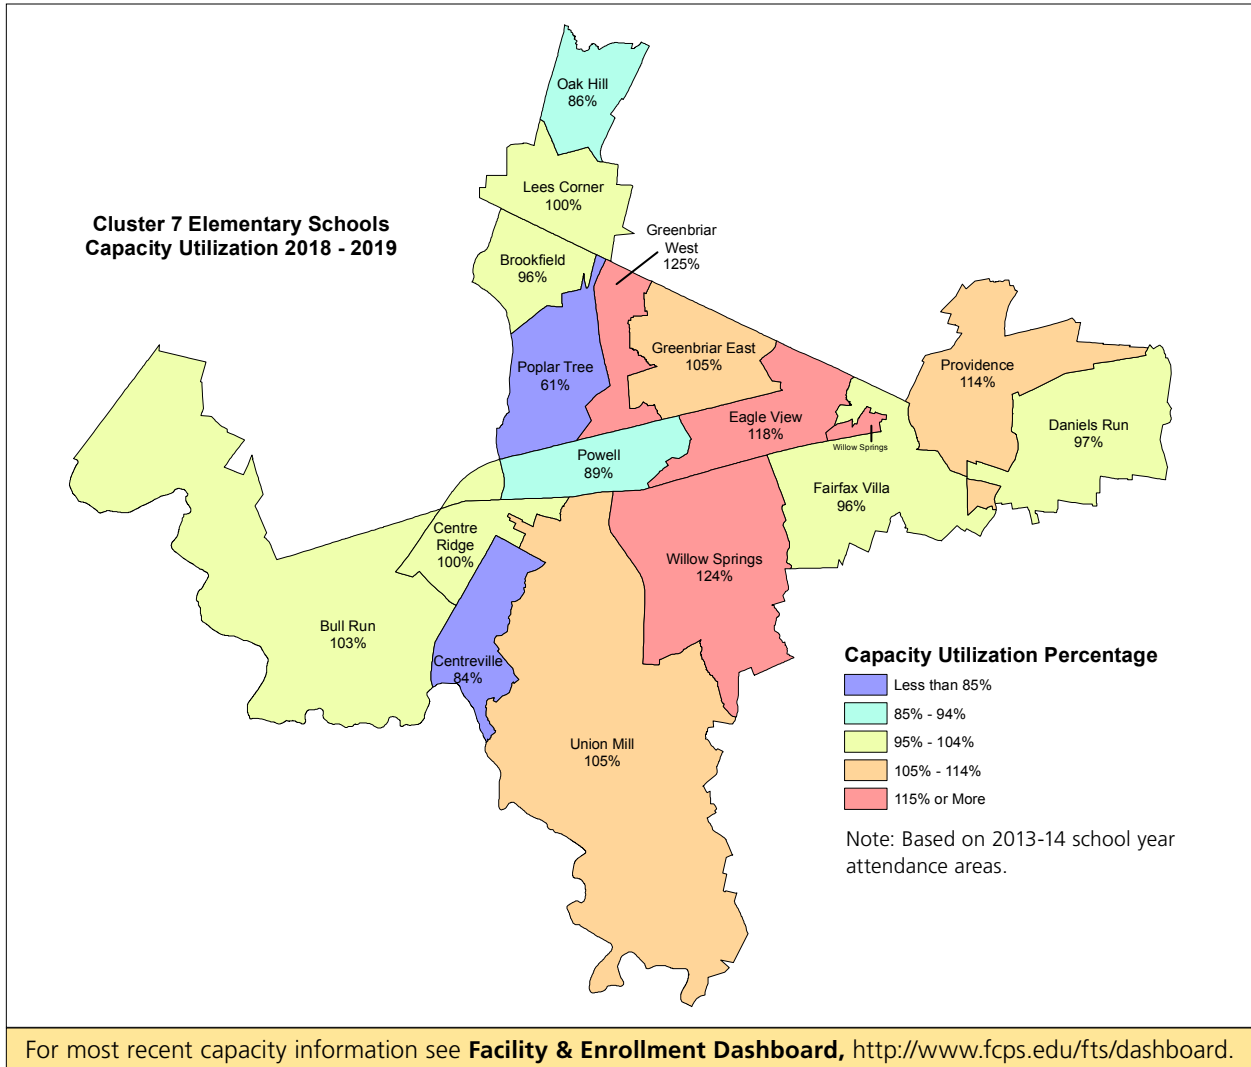 Oak Hill
86%
Lees Corner
100%
Cluster 7 Elementary Schools
Capacity Utilization 2018 - 2019
Greenbriar
West
125%
Brookfield
96%
Greenbriar East
105%
Poplar Tree
61%
Providence
114%
Eagle View
118%
Daniels Run
97%
Willow Springs
Powell
89%
Fairfax Villa
96%
Centre
Ridge
100%
Willow Springs
124%
Bull Run
103%
Centreville
84%
Union Mill
105%
Capacity Utilization Percentage
Less than 85%
85% - 94%
95% - 104%
105% - 114%
115% or More
Note: Based on 2013-14 school year
attendance areas.
For most recent capacity information see Facility & Enrollment Dashboard, http://www.fcps.edu/fts/dashboard.